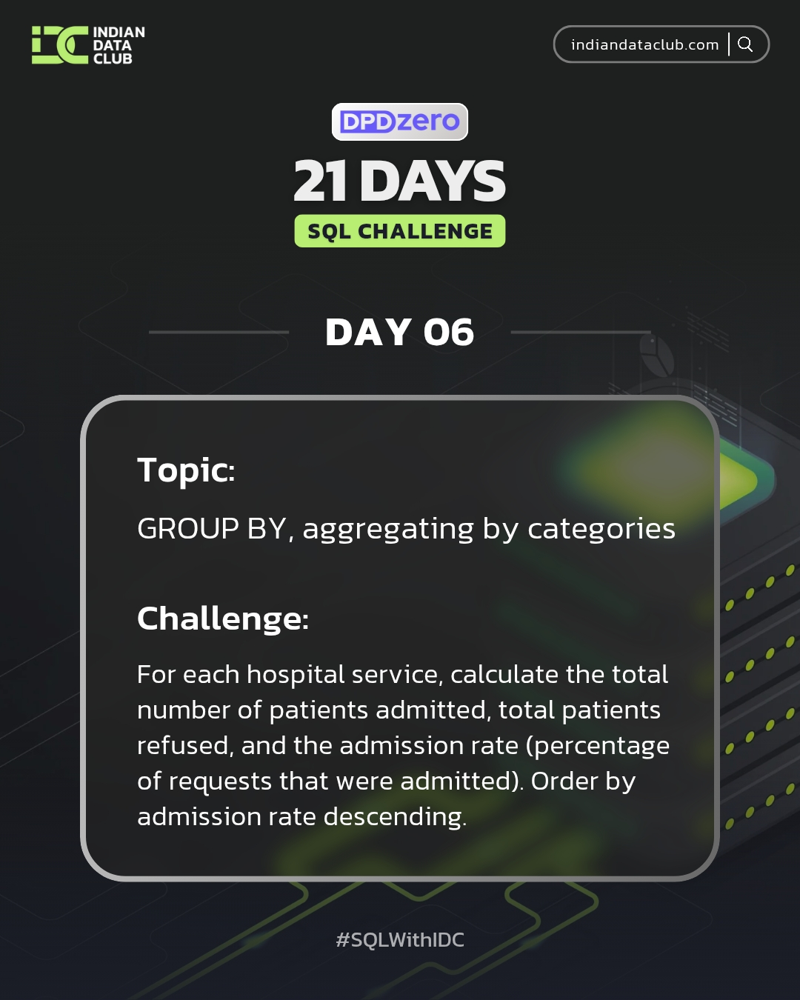 INDIAN
DATA
CLUB
indiandataclub.com
DPDzero
21 DAYS
SQL CHALLENGE
DAY 06
Topic:
GROUP BY, aggregating by categories
Challenge:
For each hospital service, calculate the total
number of patients admitted, total patients
refused, and the admission rate (percentage
of requests that were admitted). Order by
admission rate descending.
#SQLWithIDC